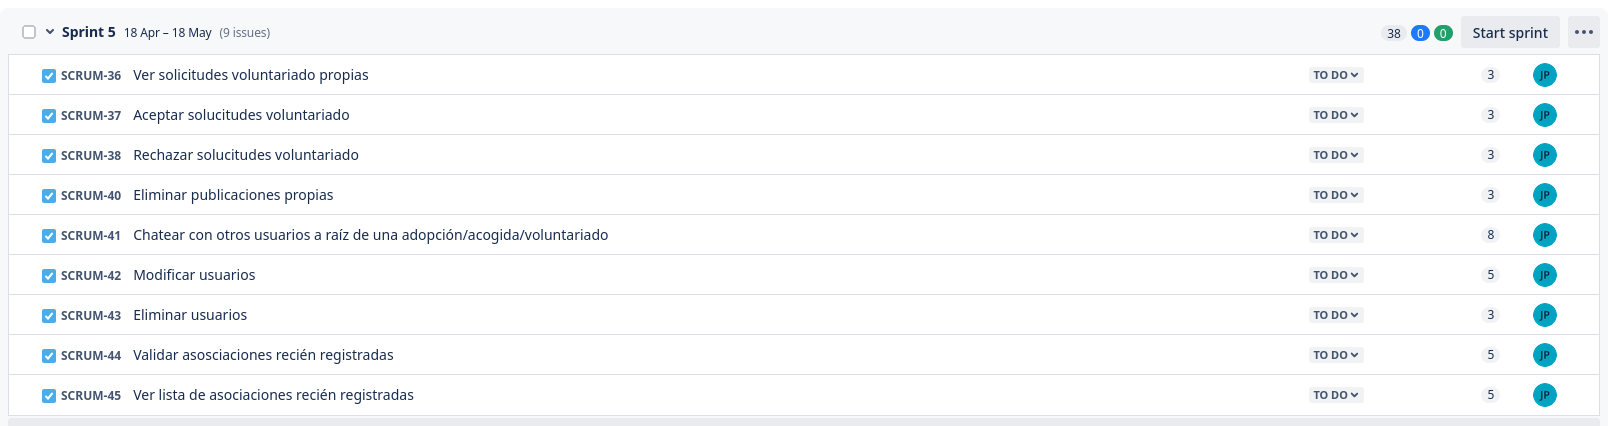 Sprint 5 18 Apr – 18 May (9 issues) 38 0 0 Start sprint
SCRUM-36 Ver solicitudes voluntariado propias TO DO 3 JP
SCRUM-37 Aceptar solucitudes voluntariado TO DO 3 JP
SCRUM-38 Rechazar solucitudes voluntariado TO DO 3 JP
SCRUM-40 Eliminar publicaciones propias TO DO 3 JP
SCRUM-41 Chatear con otros usuarios a raíz de una adopción/acogida/voluntariado TO DO 8 JP
SCRUM-42 Modificar usuarios TO DO 5 JP
SCRUM-43 Eliminar usuarios TO DO 3 JP
SCRUM-44 Validar asosciaciones recién registradas TO DO 5 JP
SCRUM-45 Ver lista de asociaciones recién registradas TO DO 5 JP